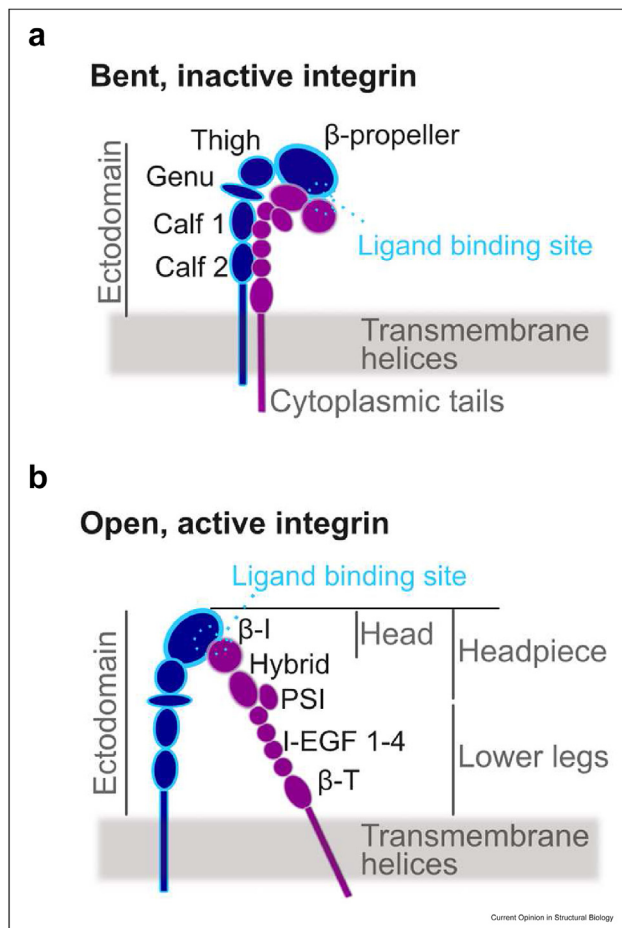 a
Bent, inactive integrin
Thigh
β-propeller
Genu
Ectodomain
Calf 1
Ligand binding site
Calf 2
Transmembrane
helices
Cytoplasmic tails
b
Open, active integrin
Ligand binding site
β-I
Head
Hybrid
Headpiece
PSI
Ectodomain
I-EGF 1-4
Lower legs
β-T
Transmembrane
helices
Current Opinion in Structural Biology